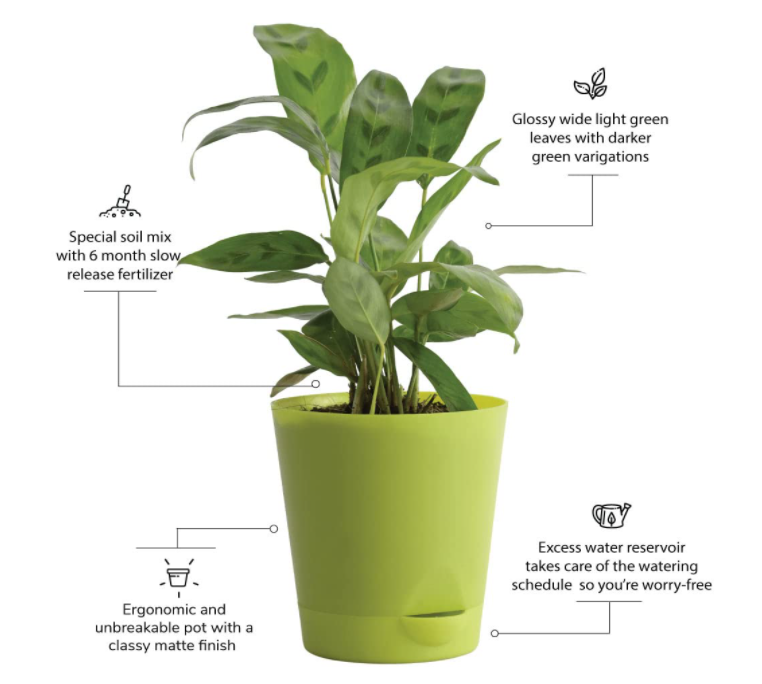 Glossy wide light green
leaves with darker
green varigations
Special soil mix
with 6 month slow
release fertilizer
Excess water reservoir
takes care of the watering
schedule so you're worry-free
Ergonomic and
unbreakable pot with a
classy matte finish